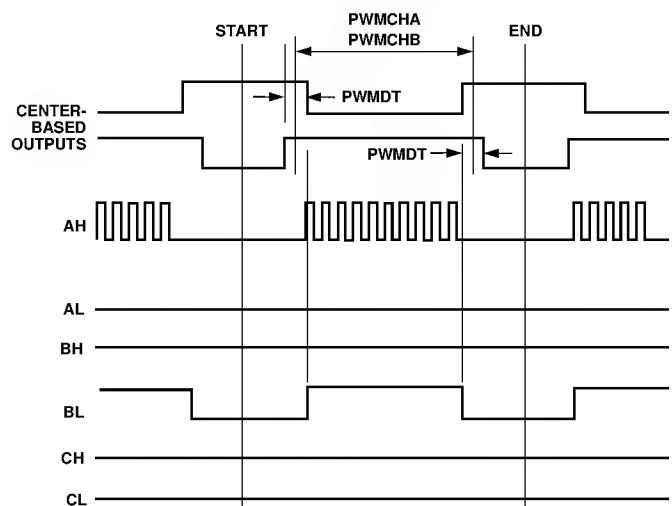 PWMCHA
START PWMCHB END
PWMDT
CENTER-
BASED
OUTPUTS
PWMDT
AH
AL
BH
BL
CH
CL